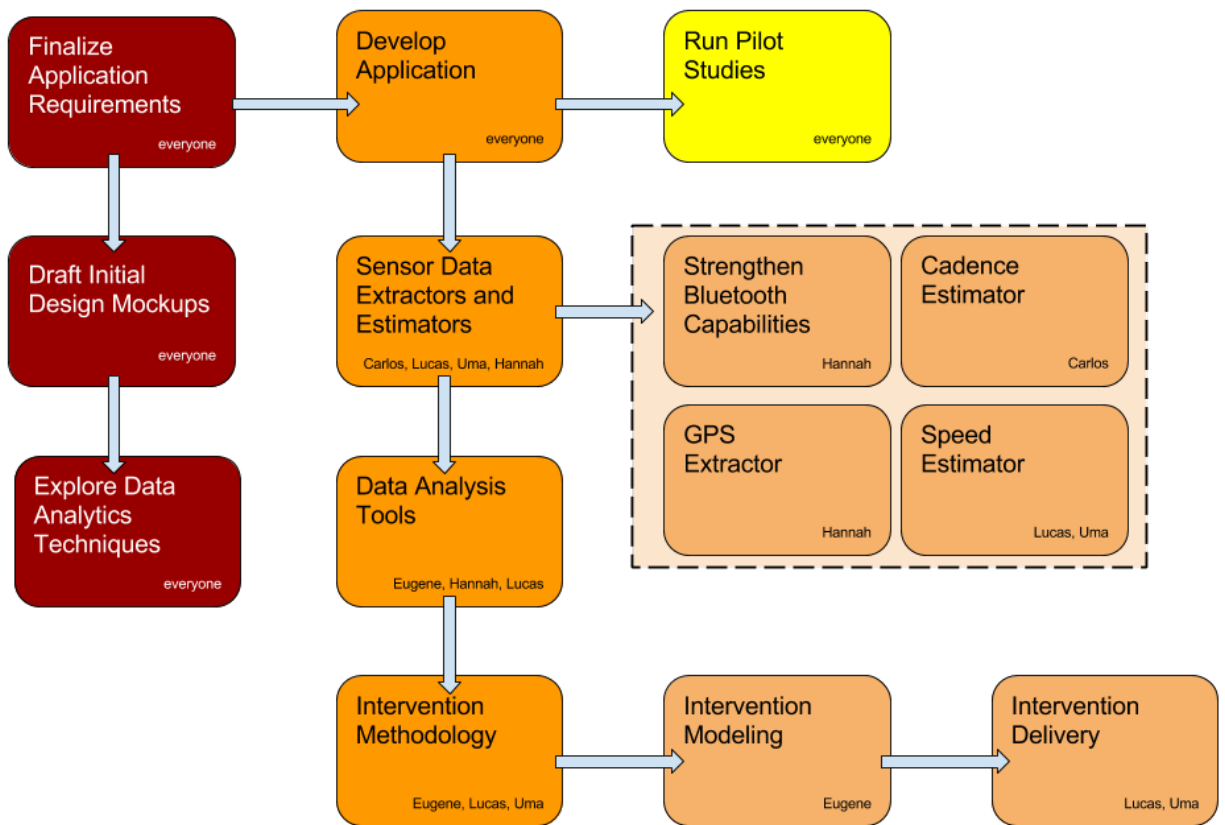 Finalize
Application
Requirements
everyone
Develop
Application
everyone
Run Pilot
Studies
everyone
Draft Initial
Design Mockups
everyone
Sensor Data
Extractors and
Estimators
Carlos, Lucas, Uma, Hannah
Strengthen
Bluetooth
Capabilities
Hannah
Cadence
Estimator
Carlos
GPS
Extractor
Hannah
Speed
Estimator
Lucas, Uma
Explore Data
Analytics
Techniques
everyone
Data Analysis
Tools
Eugene, Hannah, Lucas
Intervention
Methodology
Eugene, Lucas, Uma
Intervention
Modeling
Eugene
Intervention
Delivery
Lucas, Uma